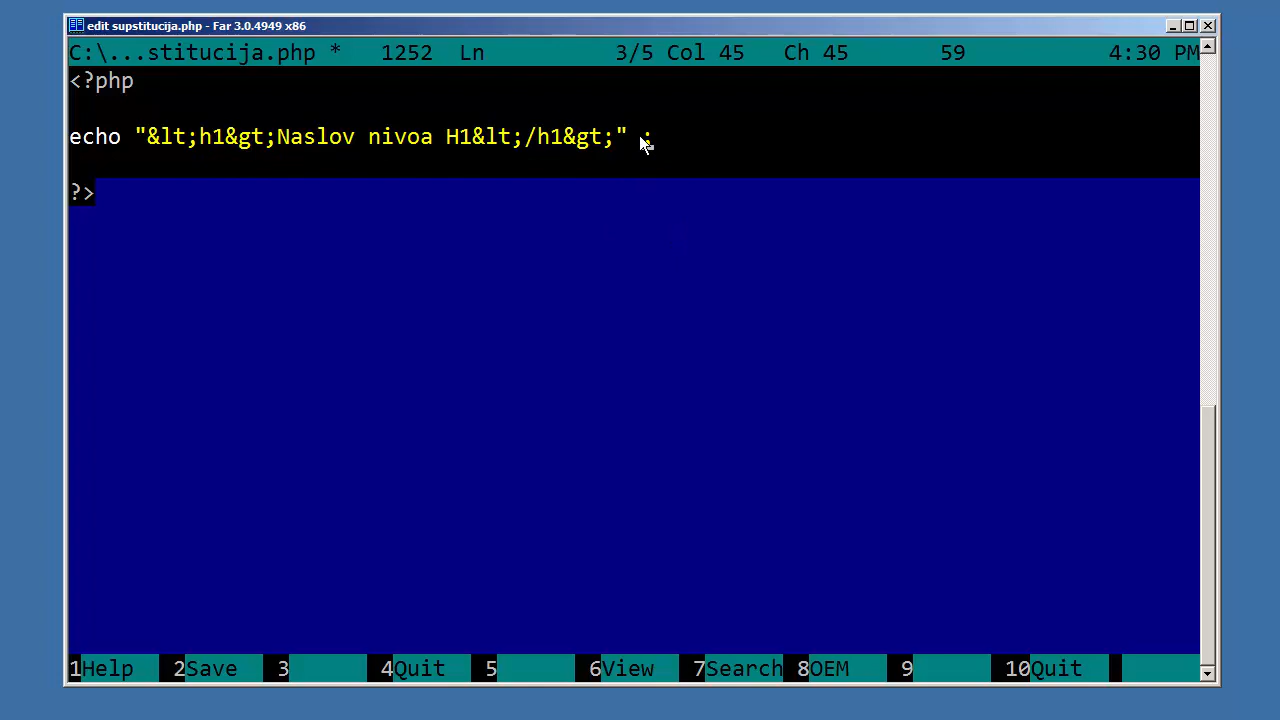 edit supstitucija.php - Far 3.0.4949 x86
C:\...stitucija.php * 1252 Ln 3/5 Col 45 Ch 45 59 4:30 PM
<?php
echo "&lt;h1&gt;Naslov nivoa H1&lt;/h1&gt;" ;
?>
1Help 2Save 3 4Quit 5 6View 7Search 8OEM 9 10Quit